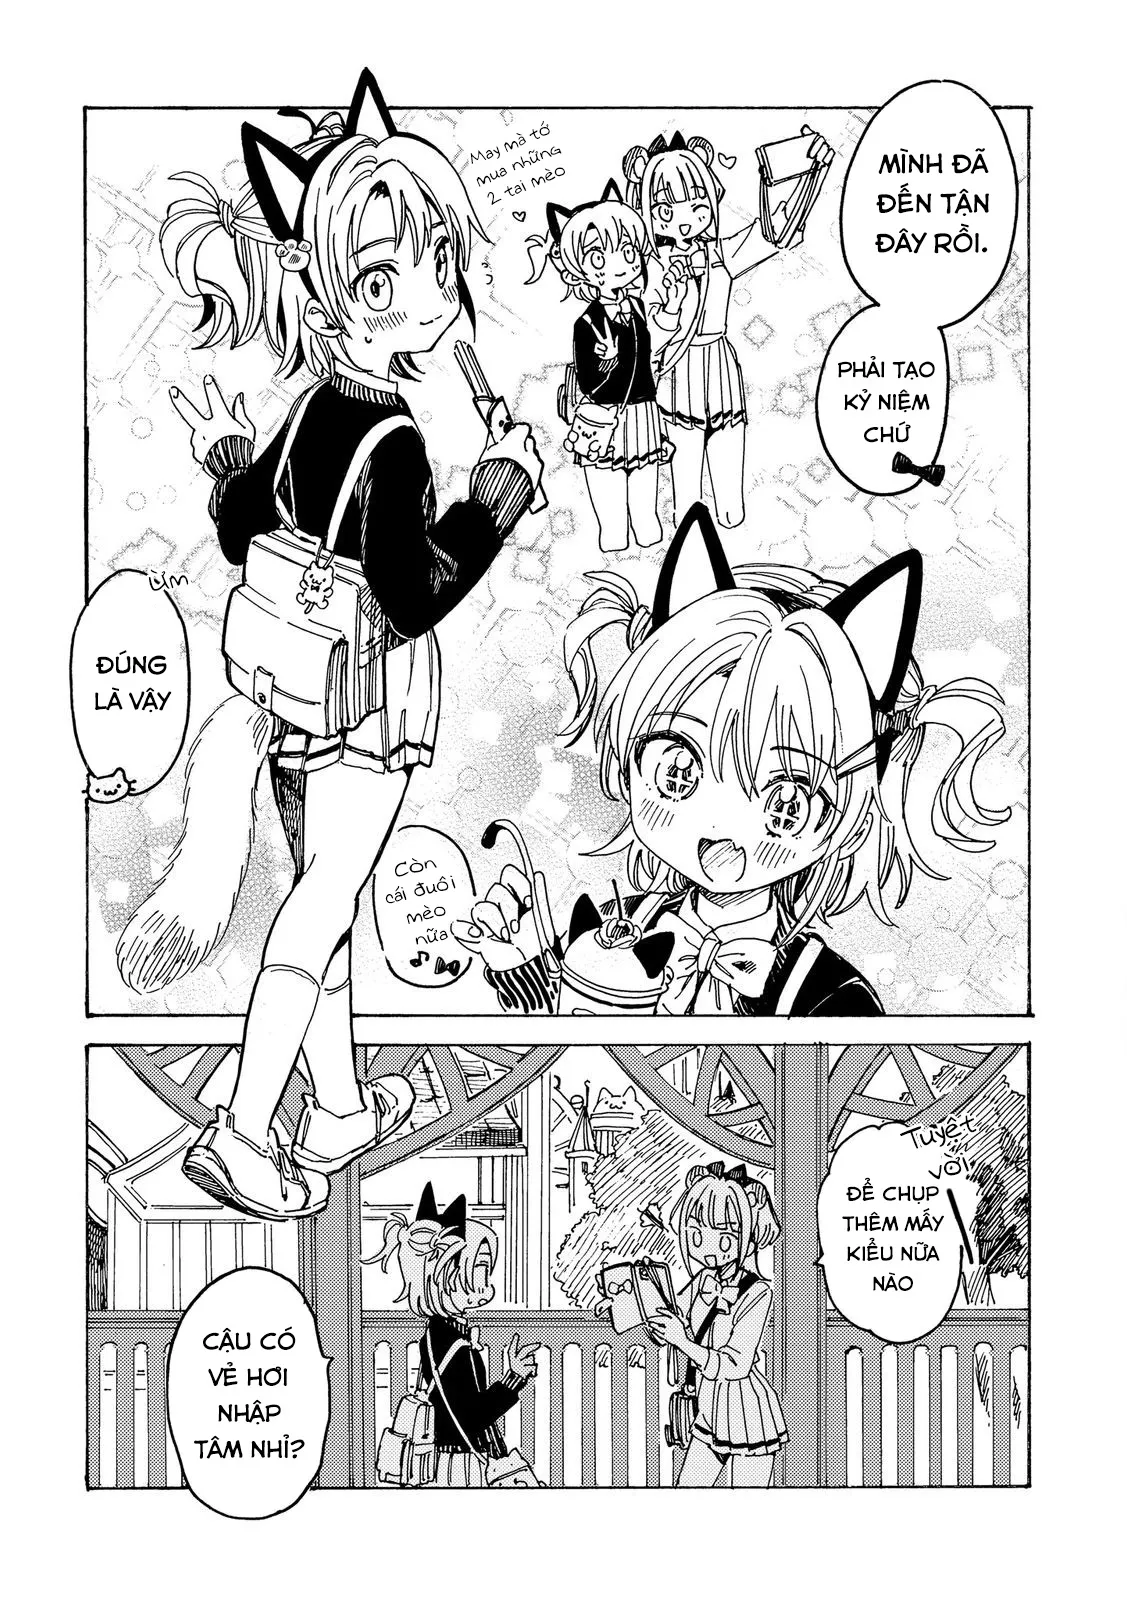 MÌNH ĐÃ
ĐẾN TẬN
ĐÂY RỒI.
PHẢI TẠO
KỶ NIỆM
CHỨ
May mà tớ
mua những
2 tai mèo
Ừm
ĐÚNG
LÀ VẬY
Còn
cái đuôi
mèo
nữa
Tuyệt
vời
ĐỂ CHỤP
THÊM MẤY
KIỂU NỮA
NÀO
CẬU CÓ
VẺ HƠI
NHẬP
TÂM NHỈ?